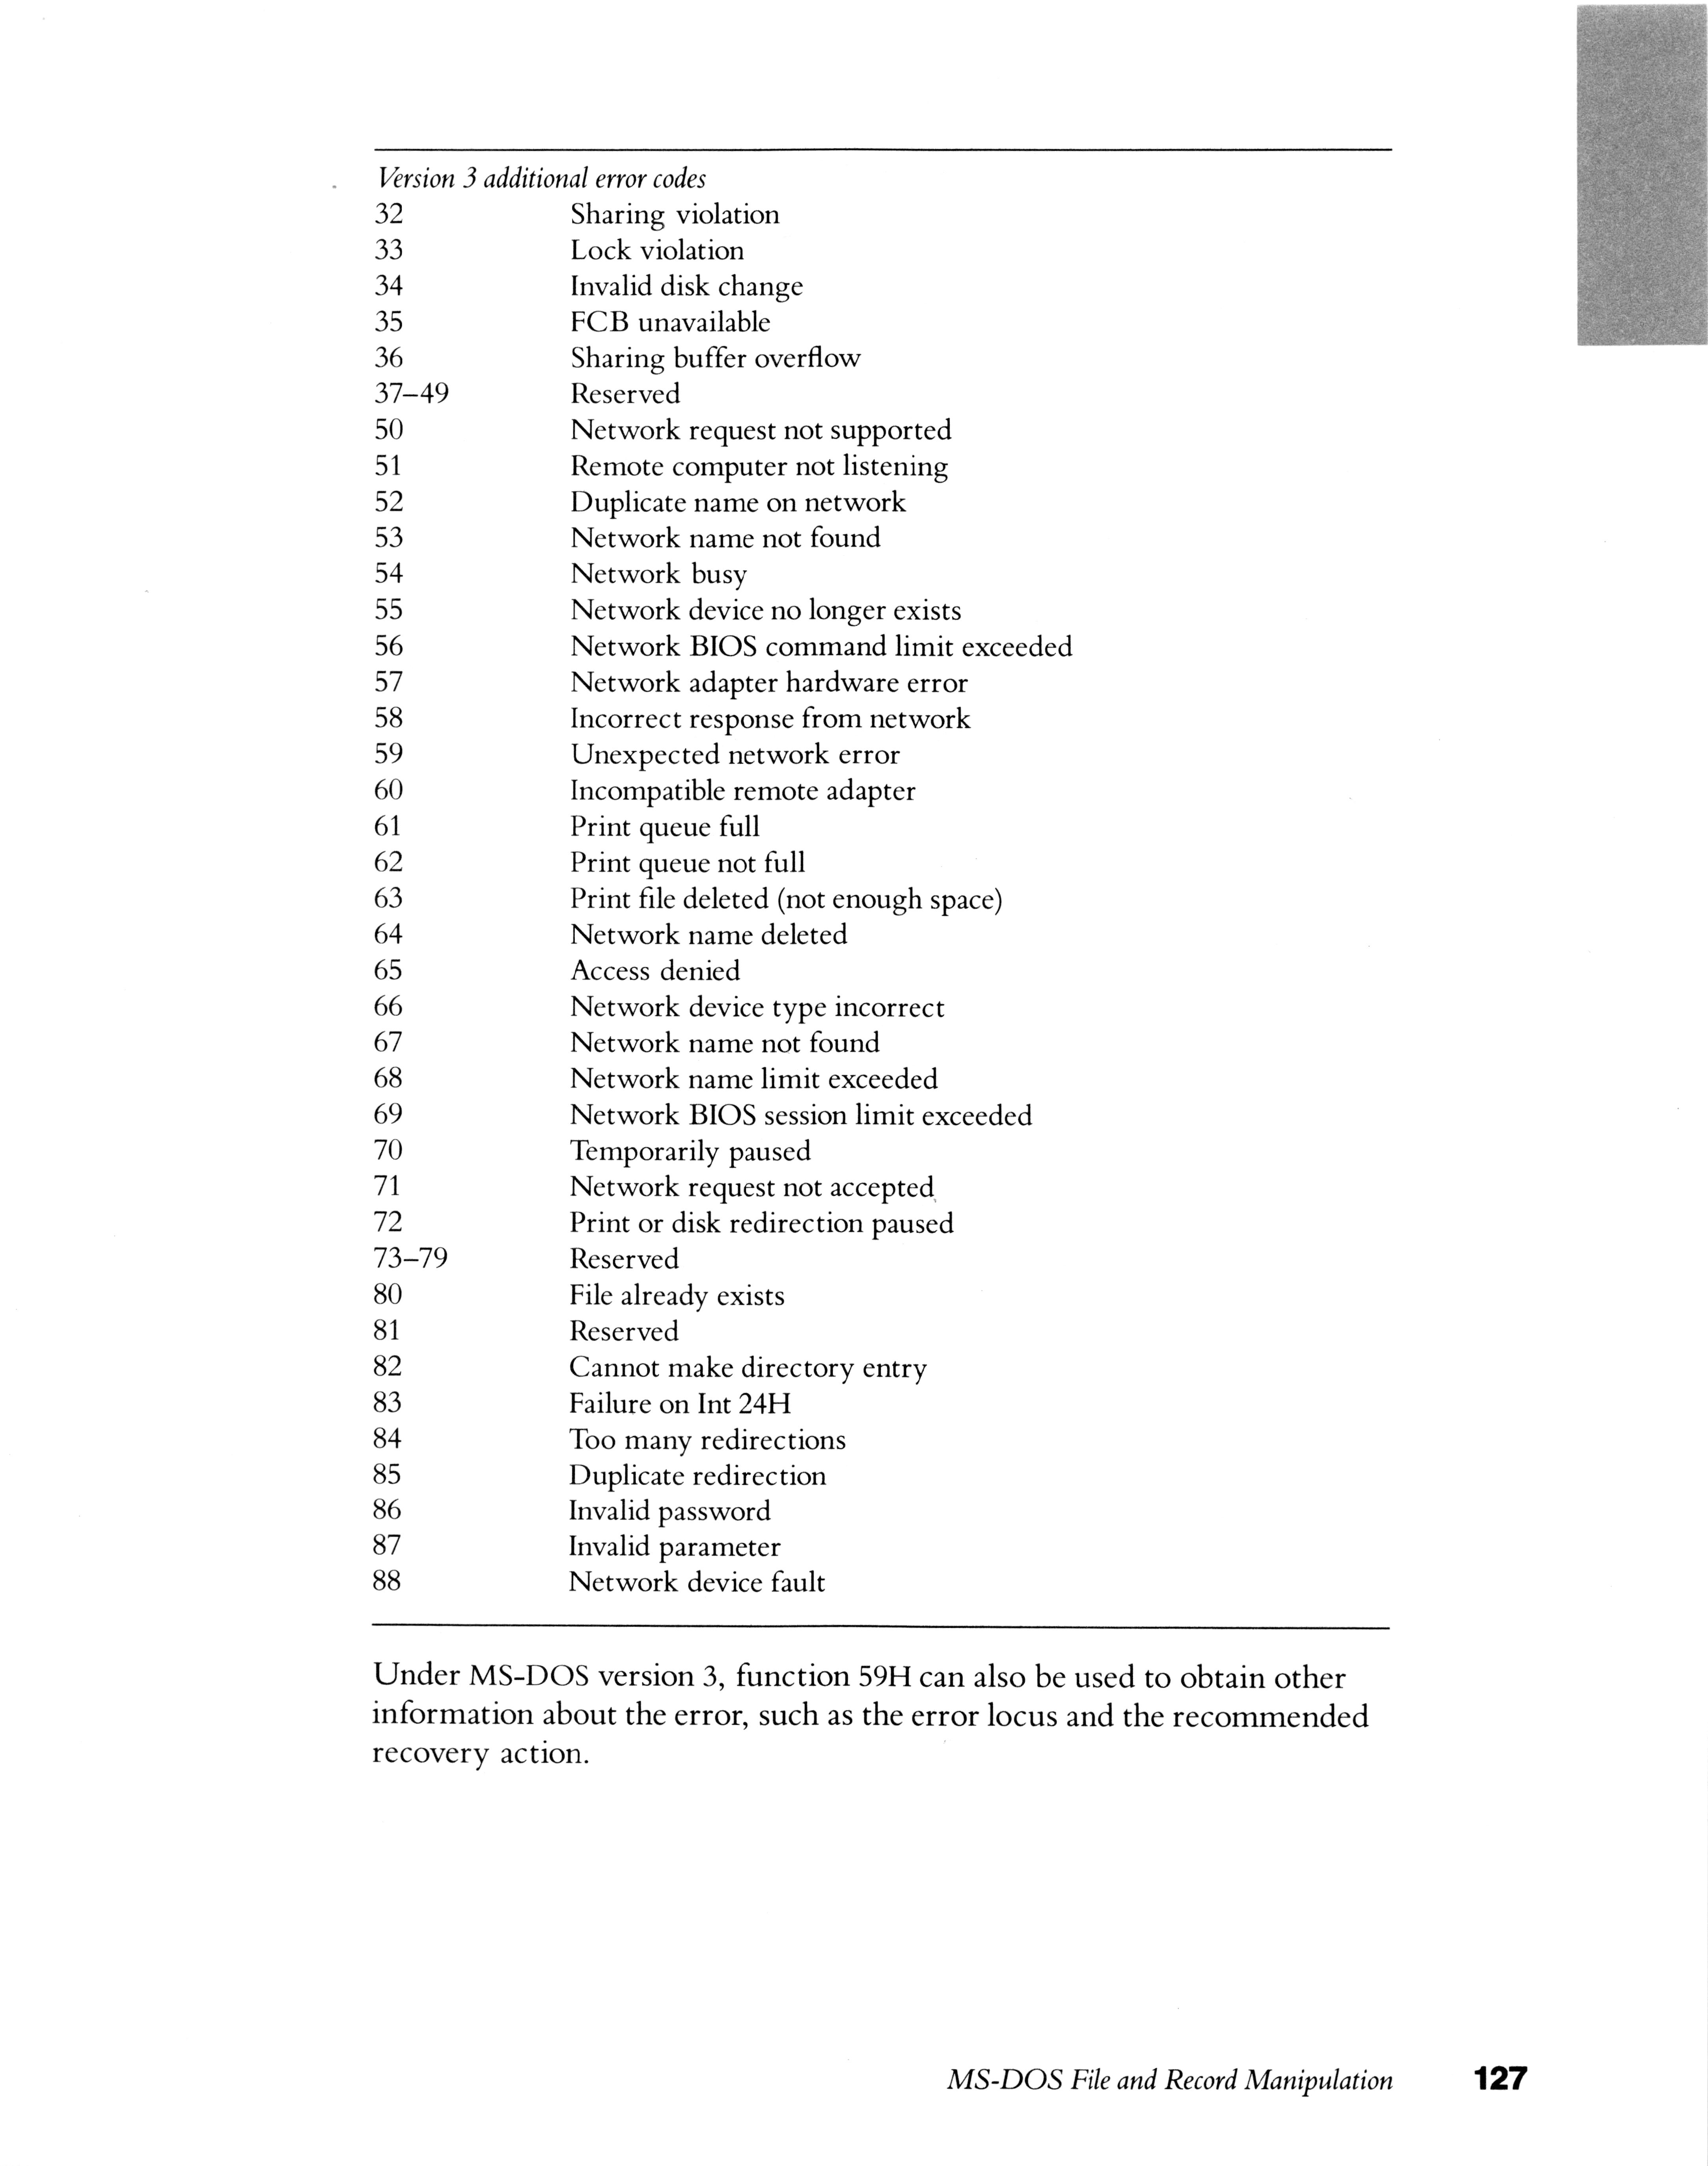 Version 3 additional error codes
32 Sharing violation
33 Lock violation
34 Invalid disk change
35 FCB unavailable
36 Sharing buffer overflow
37–49 Reserved
50 Network request not supported
51 Remote computer not listening
52 Duplicate name on network
53 Network name not found
54 Network busy
55 Network device no longer exists
56 Network BIOS command limit exceeded
57 Network adapter hardware error
58 Incorrect response from network
59 Unexpected network error
60 Incompatible remote adapter
61 Print queue full
62 Print queue not full
63 Print file deleted (not enough space)
64 Network name deleted
65 Access denied
66 Network device type incorrect
67 Network name not found
68 Network name limit exceeded
69 Network BIOS session limit exceeded
70 Temporarily paused
71 Network request not accepted
72 Print or disk redirection paused
73–79 Reserved
80 File already exists
81 Reserved
82 Cannot make directory entry
83 Failure on Int 24H
84 Too many redirections
85 Duplicate redirection
86 Invalid password
87 Invalid parameter
88 Network device fault
Under MS-DOS version 3, function 59H can also be used to obtain other
information about the error, such as the error locus and the recommended
recovery action.
MS-DOS File and Record Manipulation 127